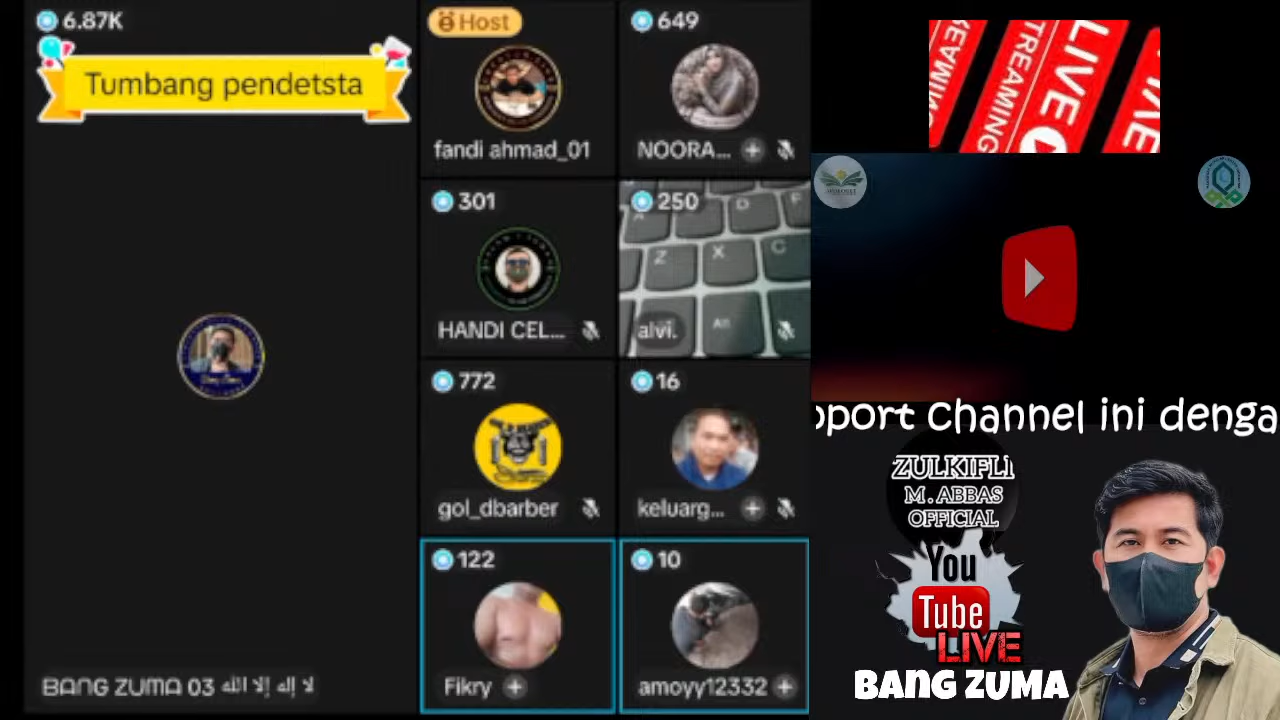 6.87K
Tumbang pendetsta
BANG ZUMA 03 لا إله إلا الله
Host
fandi ahmad_01
649
NOORA...
301
HANDI CEL...
250
A
D
F
Z
X
C
Alt
alvi.
772
gol_dbarber
16
keluarg...
122
Fikry
10
amoyy12332
STREAMING
LIVE
LIVE
pport Channel ini denga
ZULKIFLI
M. ABBAS
OFFICIAL
You
Tube
LIVE
BANG ZUMA